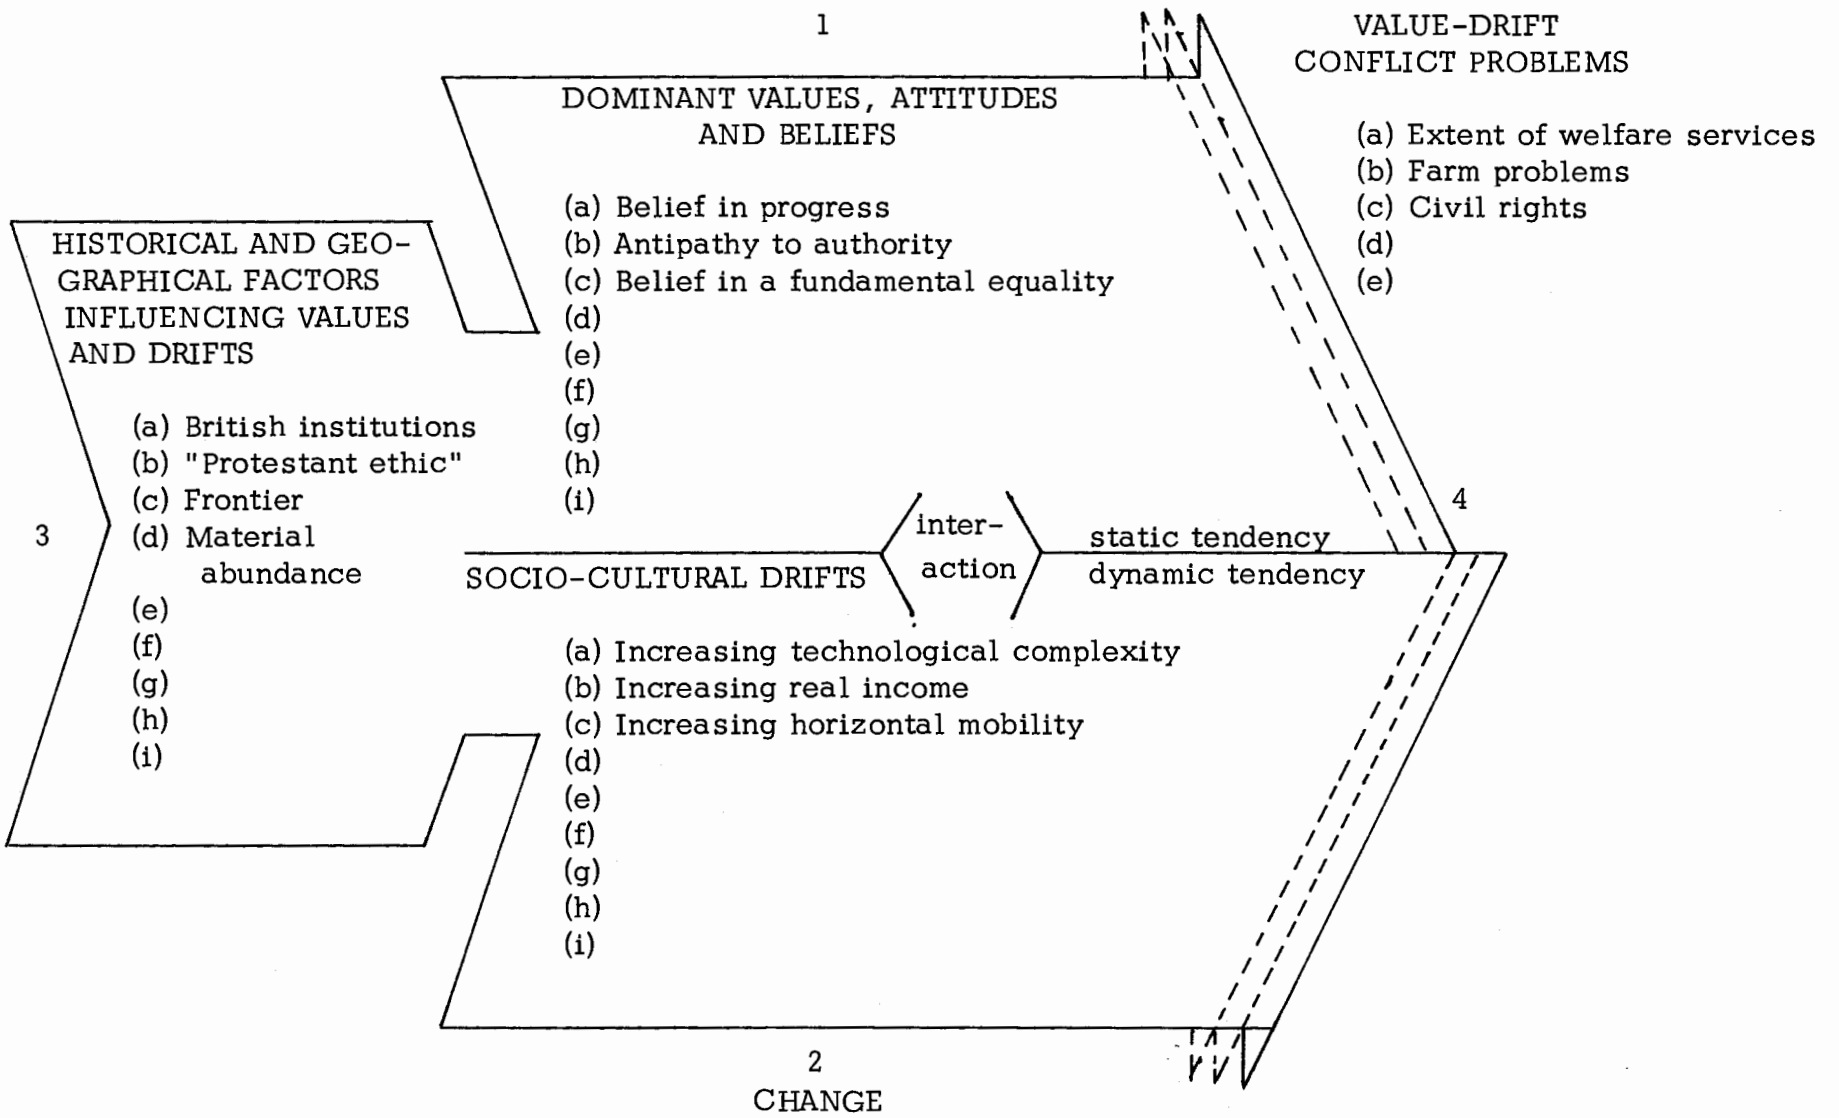 1
DOMINANT VALUES, ATTITUDES
AND BELIEFS
(a) Belief in progress
(b) Antipathy to authority
(c) Belief in a fundamental equality
(d)
(e)
(f)
(g)
(h)
(i)
VALUE-DRIFT
CONFLICT PROBLEMS
(a) Extent of welfare services
(b) Farm problems
(c) Civil rights
(d)
(e)
HISTORICAL AND GEO-
GRAPHICAL FACTORS
INFLUENCING VALUES
AND DRIFTS
(a) British institutions
(b) "Protestant ethic"
(c) Frontier
(d) Material
abundance
(e)
(f)
(g)
(h)
(i)
3
4
inter-
action
static tendency
dynamic tendency
SOCIO-CULTURAL DRIFTS
(a) Increasing technological complexity
(b) Increasing real income
(c) Increasing horizontal mobility
(d)
(e)
(f)
(g)
(h)
(i)
2
CHANGE